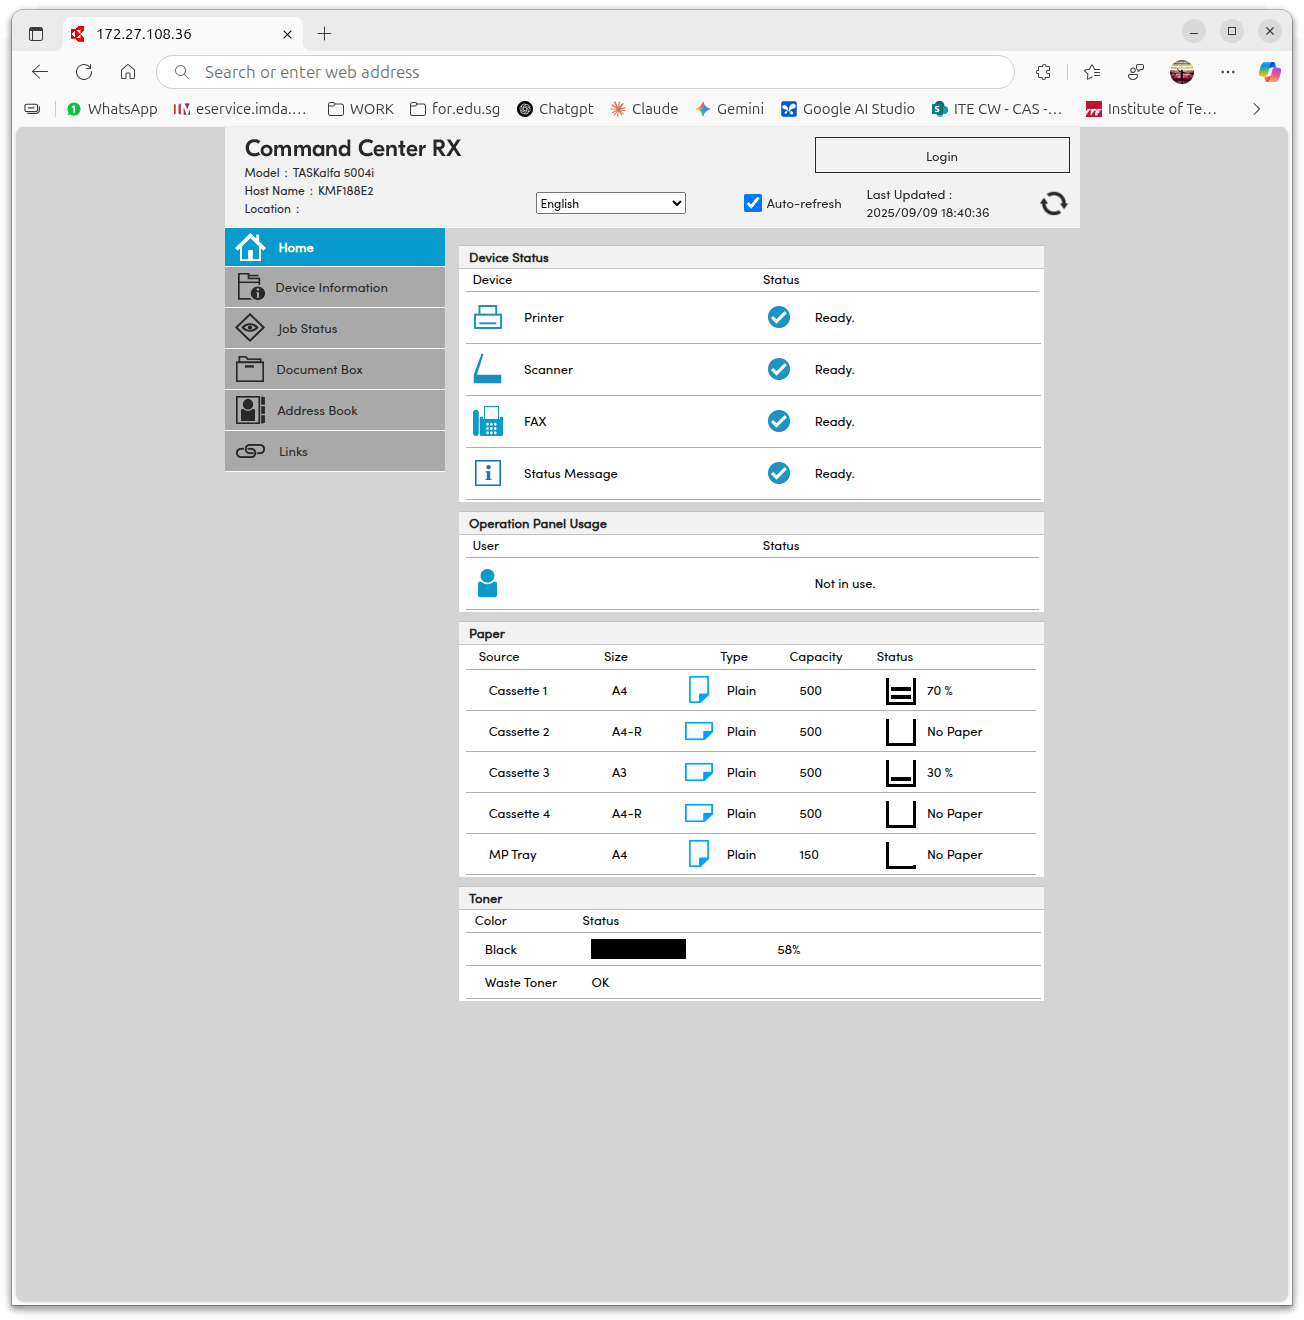 172.27.108.36
Search or enter web address
WhatsApp
eservice.imda....
WORK
for.edu.sg
Chatgpt
Claude
Gemini
Google AI Studio
ITE CW - CAS -...
Institute of Te...
Command Center RX
Model : TASKalfa 5004i
Host Name : KMF188E2
Location :
English
Auto-refresh
Login
Last Updated :
2025/09/09 18:40:36
Home
Device Information
Job Status
Document Box
Address Book
Links
Device Status
Device Status
Printer Ready.
Scanner Ready.
FAX Ready.
Status Message Ready.
Operation Panel Usage
User Status
Not in use.
Paper
Source Size Type Capacity Status
Cassette 1 A4 Plain 500 70 %
Cassette 2 A4-R Plain 500 No Paper
Cassette 3 A3 Plain 500 30 %
Cassette 4 A4-R Plain 500 No Paper
MP Tray A4 Plain 150 No Paper
Toner
Color Status
Black 58%
Waste Toner OK